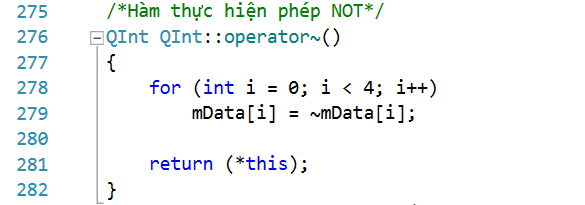 275 /*Hàm thực hiện phép NOT*/
276 QInt QInt::operator~()
277 {
278 for (int i = 0; i < 4; i++)
279 mData[i] = ~mData[i];
280
281 return (*this);
282 }